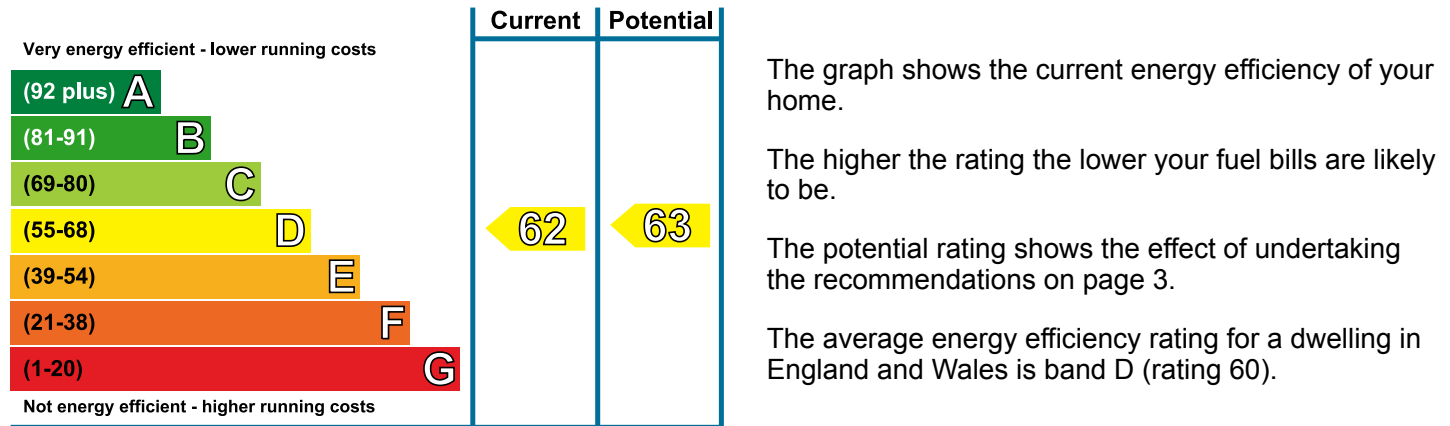 Current Potential
Very energy efficient - lower running costs
(92 plus) A
(81-91) B
(69-80) C
(55-68) D
62 63
(39-54) E
(21-38) F
(1-20) G
Not energy efficient - higher running costs
The graph shows the current energy efficiency of your
home.
The higher the rating the lower your fuel bills are likely
to be.
The potential rating shows the effect of undertaking
the recommendations on page 3.
The average energy efficiency rating for a dwelling in
England and Wales is band D (rating 60).